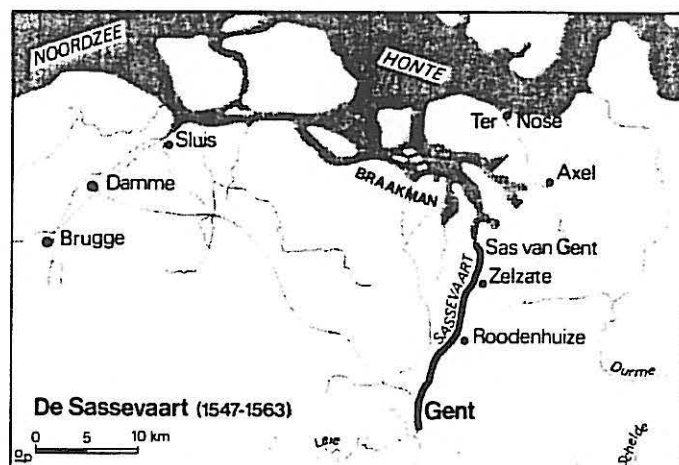 NOORDZEE
HONTE
Ter Nose
Sluis
Axel
Damme
BRAAKMAN
Brugge
Sas van Gent
Zelzate
SASSEVAART
Roodenhuize
Durme
De Sassevaart (1547-1563)
Gent
0 5 10 km
Leie
Schelde